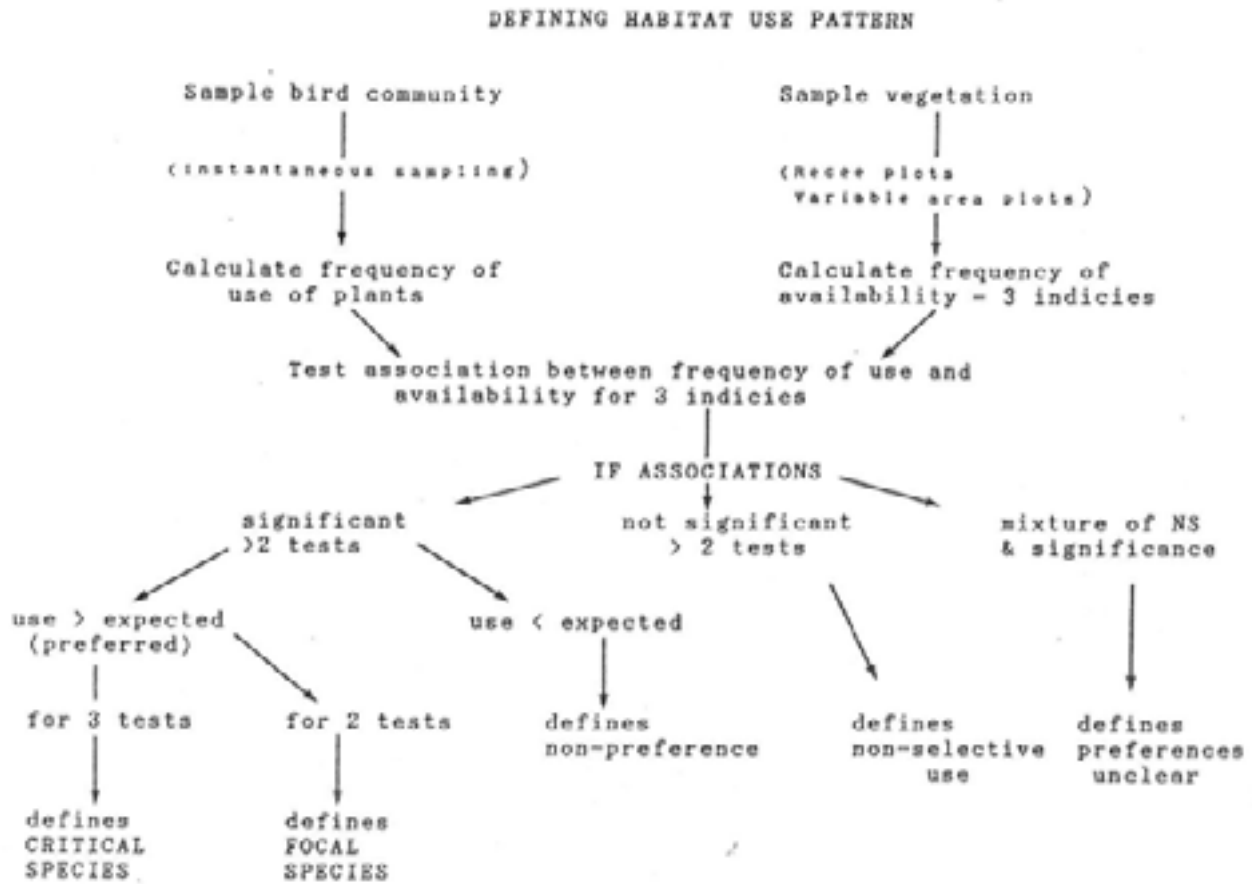 DEFINING HABITAT USE PATTERN
Sample bird community
Sample vegetation
(instantaneous sampling)
(Recce plots
Variable area plots)
Calculate frequency of
use of plants
Calculate frequency of
availability - 3 indicies
Test association between frequency of use and
availability for 3 indicies
IF ASSOCIATIONS
significant
>2 tests
not significant
> 2 tests
mixture of NS
& significance
use > expected
(preferred)
use < expected
for 3 tests
for 2 tests
defines
non-preference
defines
non-selective
use
defines
preferences
unclear
defines
CRITICAL
SPECIES
defines
FOCAL
SPECIES